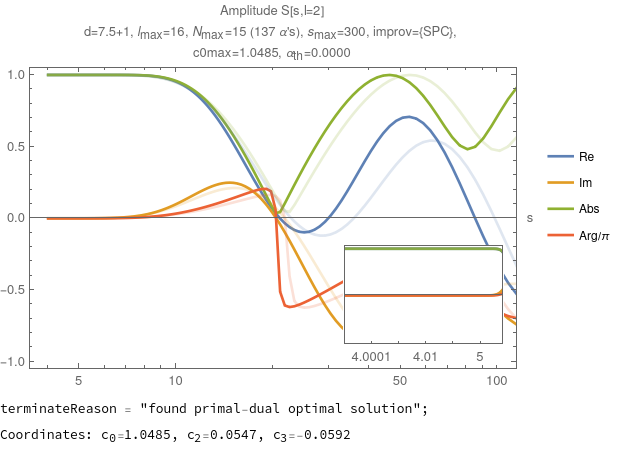 Amplitude S[s,l=2]
d=7.5+1, lmax=16, Nmax=15 (137 α's), smax=300, improv={SPC},
c0max=1.0485, αth=0.0000
1.0
0.5
0.0
-0.5
-1.0
5
10
50
100
s
4.0001
4.01
5
Re
Im
Abs
Arg/π
terminateReason = "found primal-dual optimal solution";
Coordinates: c0=1.0485, c2=0.0547, c3=-0.0592